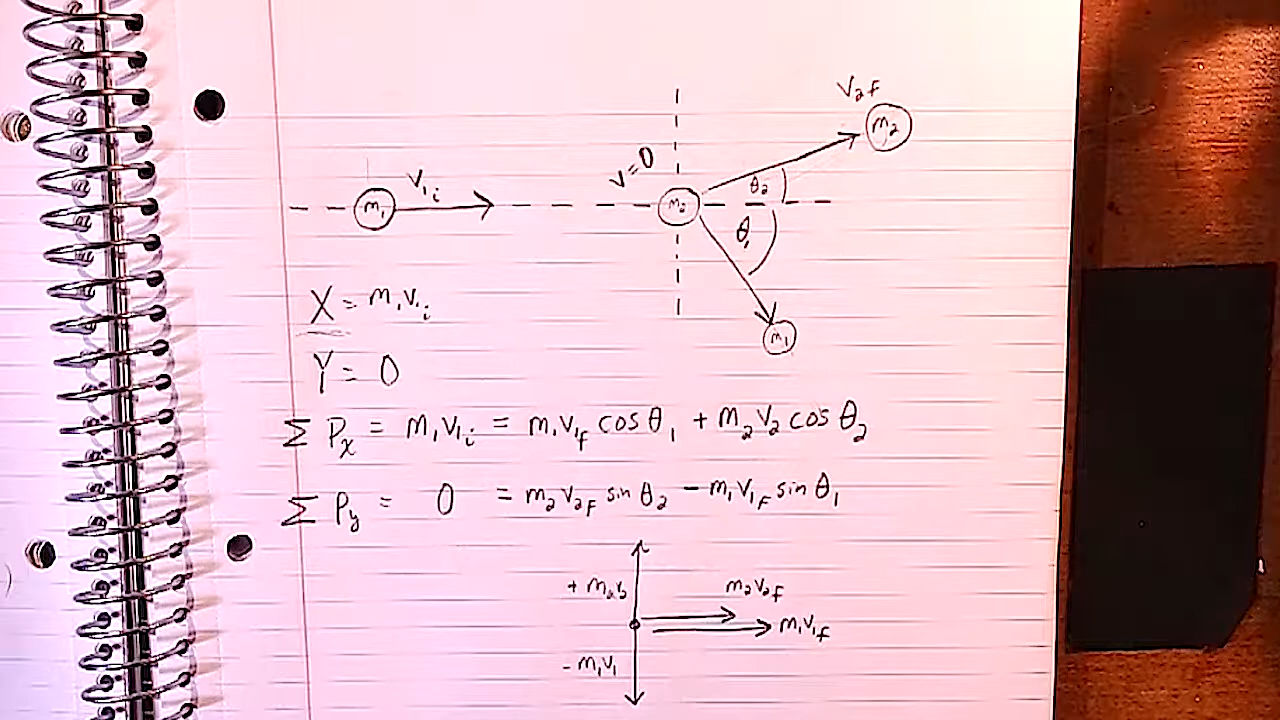 V₂f
m₂
V=0
V₁i
m₁
m₂
θ₂
θ₁
m₁
X = m₁V₁i
Y = 0
Σ Px = m₁V₁i = m₁V₁f cos θ₁ + m₂V₂ cos θ₂
Σ Py = 0 = m₂V₂F sin θ₂ - m₁V₁F sin θ₁
+ m₂V₂
m₂V₂f
m₁V₁f
- m₁V₁